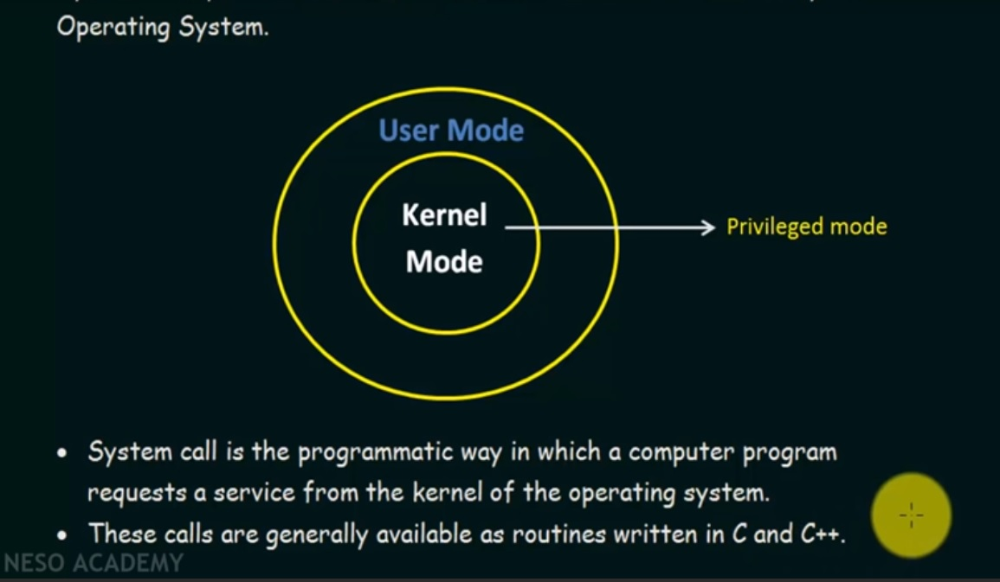 Operating System.
User Mode
Kernel
Mode
Privileged mode
• System call is the programmatic way in which a computer program
requests a service from the kernel of the operating system.
• These calls are generally available as routines written in C and C++.
NESO ACADEMY